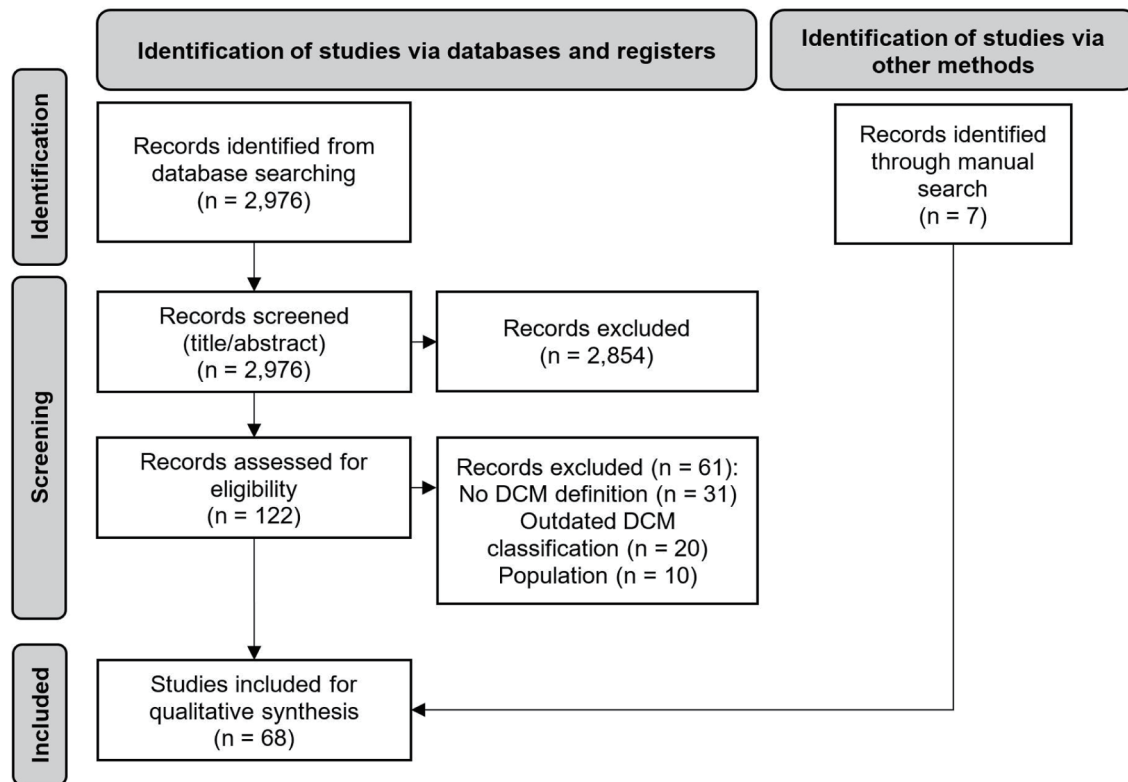 Identification of studies via databases and registers
Identification of studies via
other methods
Identification
Records identified from
database searching
(n = 2,976)
Records identified
through manual
search
(n = 7)
Screening
Records screened
(title/abstract)
(n = 2,976)
Records excluded
(n = 2,854)
Records assessed for
eligibility
(n = 122)
Records excluded (n = 61):
No DCM definition (n = 31)
Outdated DCM
classification (n = 20)
Population (n = 10)
Included
Studies included for
qualitative synthesis
(n = 68)